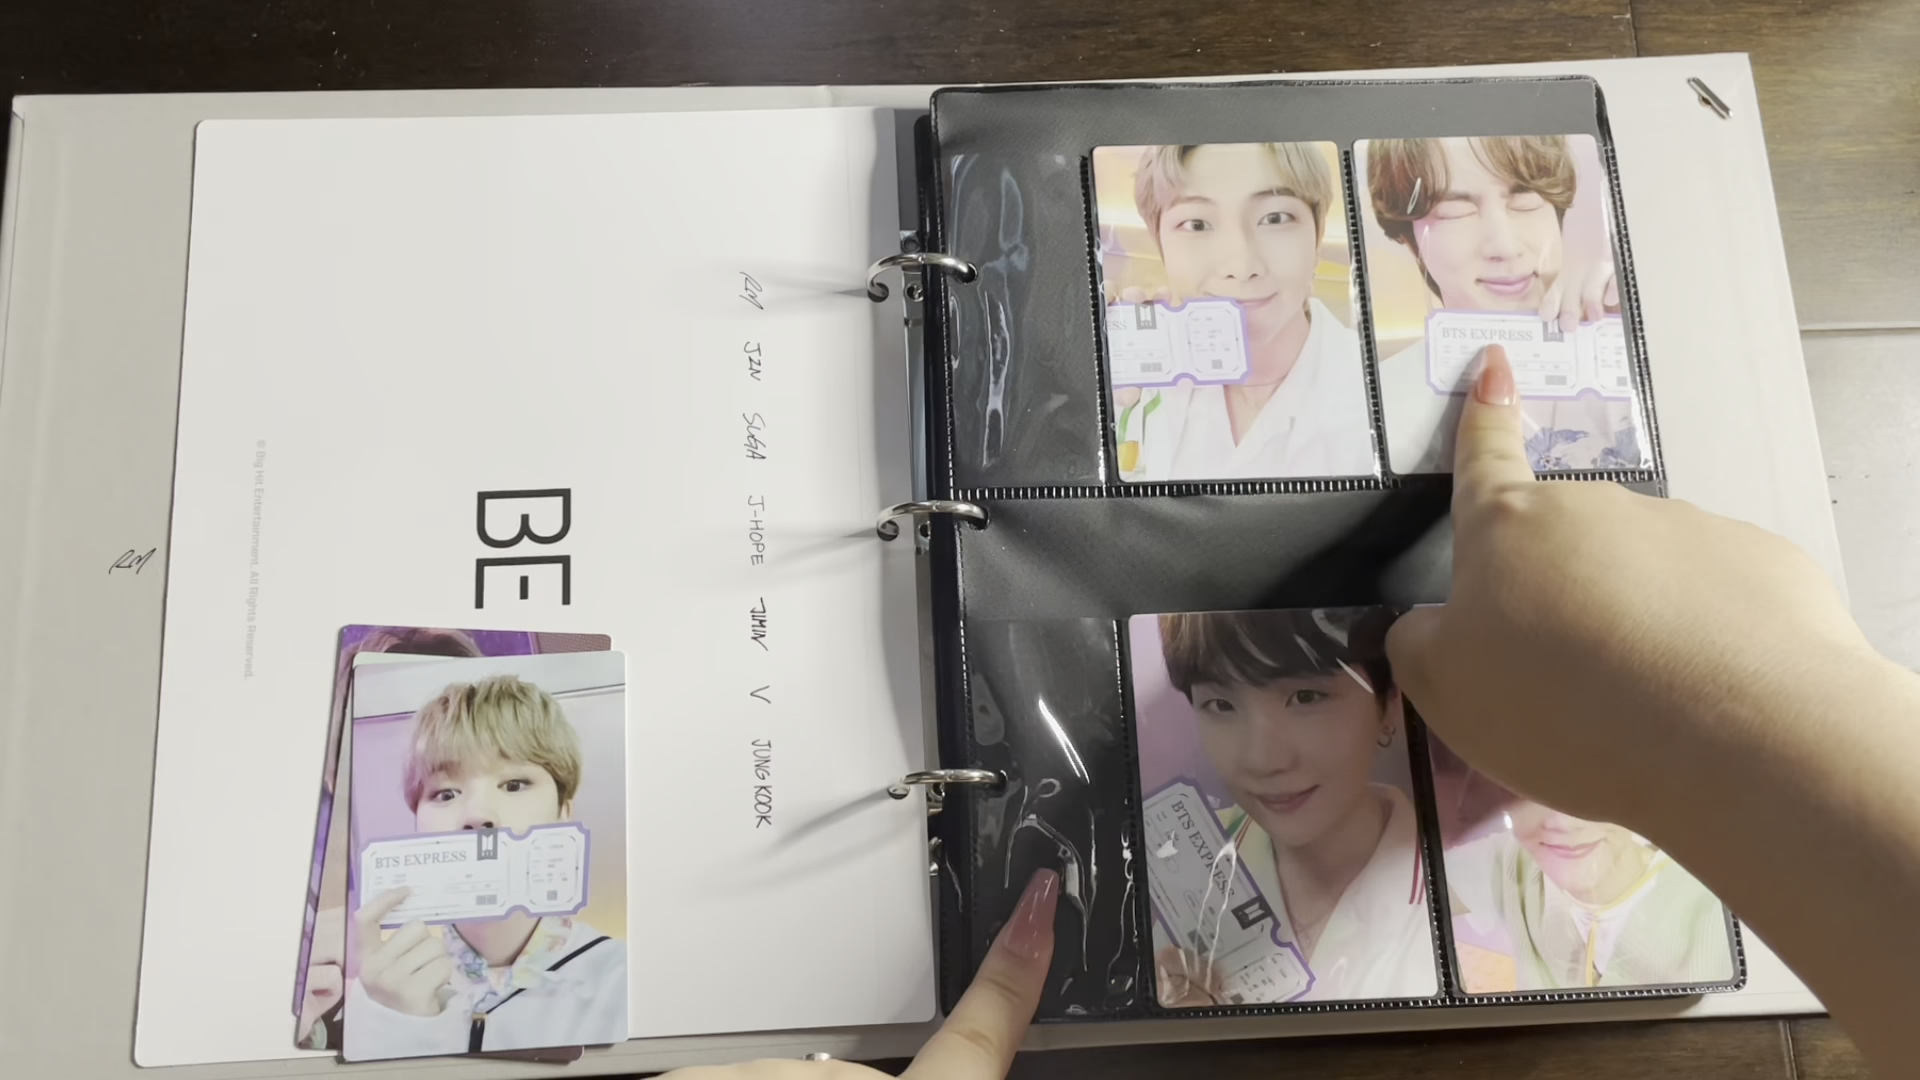 RM
© Big Hit Entertainment. All Rights Reserved.
BE
RM JIN SUGA J-HOPE JIMIN V JUNG KOOK
BTS EXPRESS
ESS
BTS EXPRESS
BTS EXPRESS